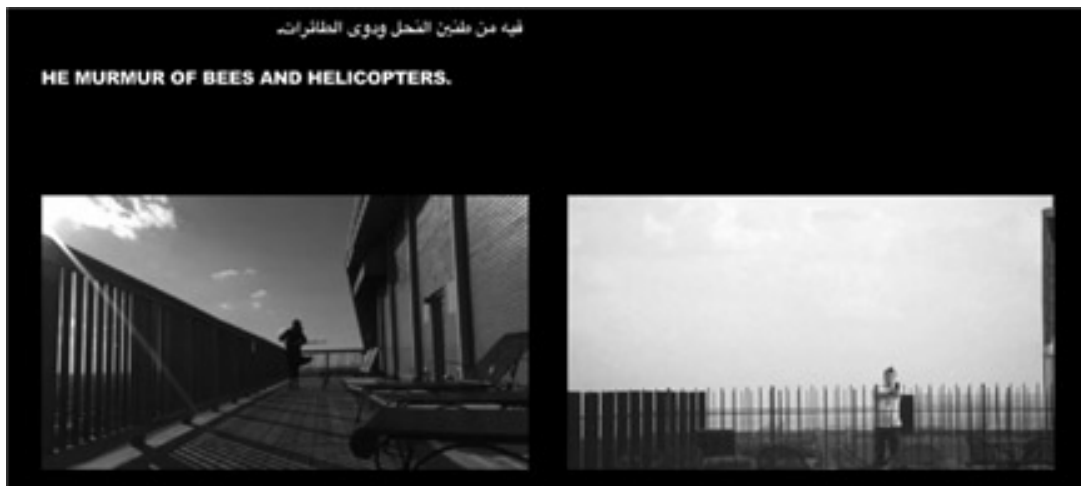 فيه من طنين النحل ودوى الطائرات.
HE MURMUR OF BEES AND HELICOPTERS.